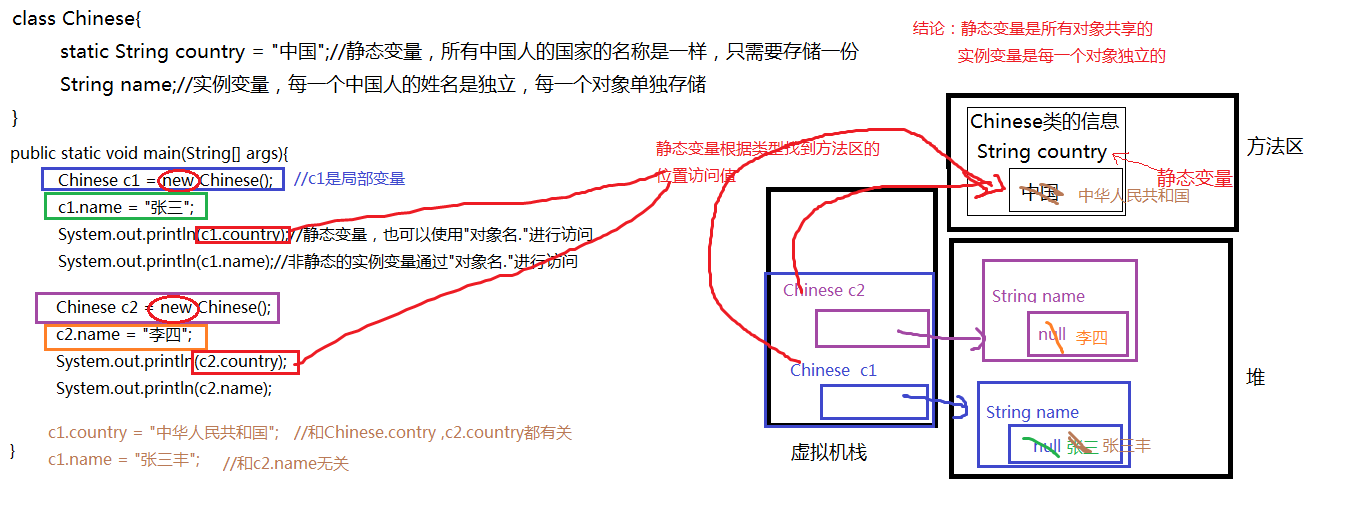 class Chinese{
static String country = "中国";//静态变量，所有中国人的国家的名称是一样，只需要存储一份
String name;//实例变量，每一个中国人的姓名是独立，每一个对象单独存储
}
public static void main(String[] args){
Chinese c1 = new Chinese(); //c1是局部变量
c1.name = "张三";
System.out.println(c1.country);//静态变量，也可以使用"对象名."进行访问
System.out.println(c1.name);//非静态的实例变量通过"对象名."进行访问
Chinese c2 = new Chinese();
c2.name = "李四";
System.out.println(c2.country);
System.out.println(c2.name);
c1.country = "中华人民共和国"; //和Chinese.contry ,c2.country都有关
c1.name = "张三丰"; //和c2.name无关
}
结论：静态变量是所有对象共享的
实例变量是每一个对象独立的
静态变量根据类型找到方法区的
位置访问值
Chinese类的信息
String country
中国 中华人民共和国
静态变量
方法区
Chinese c2
Chinese c1
虚拟机栈
String name
null 李四
String name
null 张三 张三丰
堆